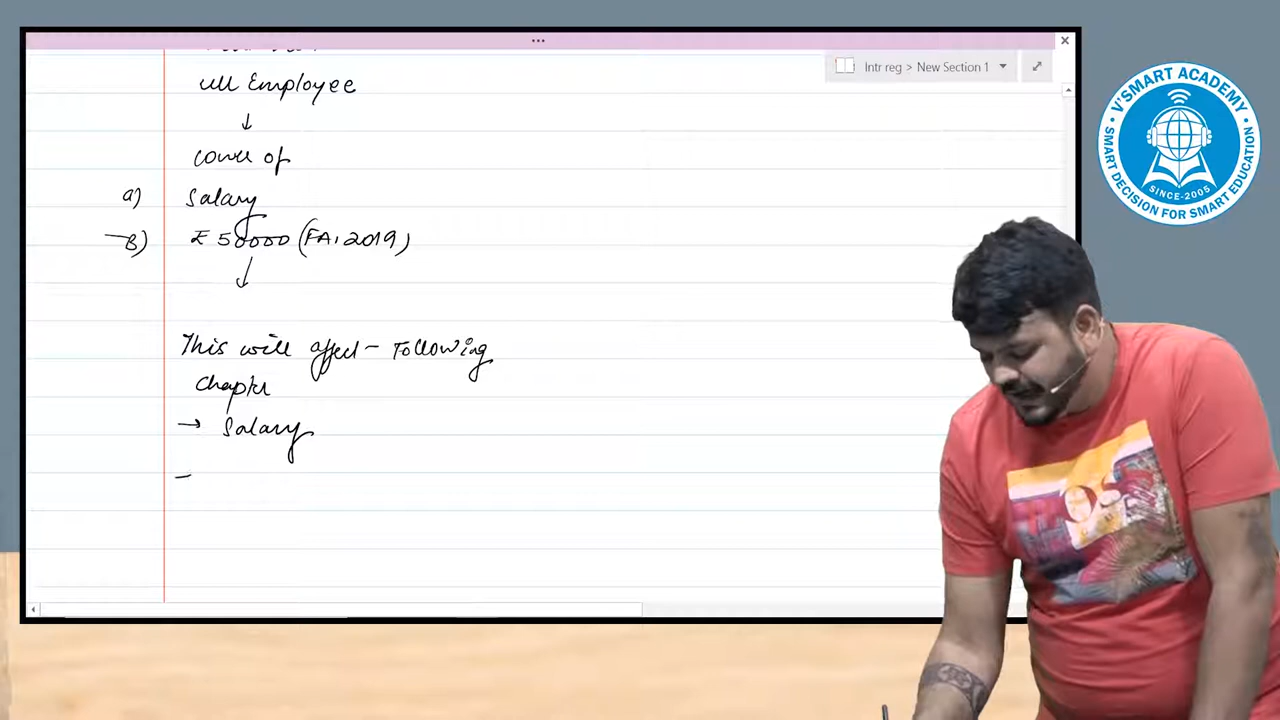 ...
Intr reg > New Section 1
all Employee
↓
Lower of
a) Salary
B) ₹ 50000 (FA, 2019)
↓
This will affect - Following
chapter
→ Salary
-
V'SMART ACADEMY
SINCE-2005
SMART DECISION FOR SMART EDUCATION